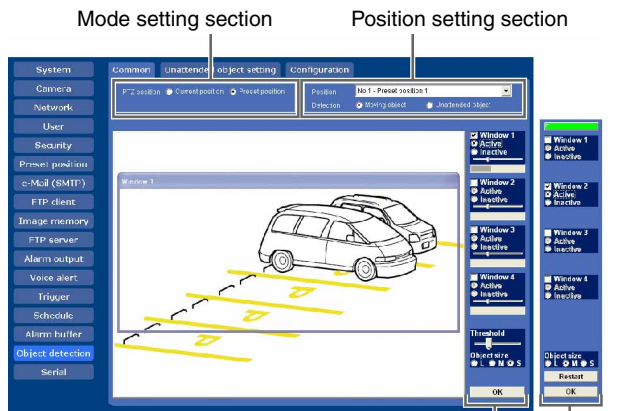 Mode setting section
Position setting section
System
Camera
Network
User
Security
Preset position
e-Mail (SMTP)
FTP client
Image memory
FTP server
Alarm output
Voice alert
Trigger
Schedule
Alarm buffer
Object detection
Serial
Common
Unattended object setting
Configuration
PTZ position
Current position
Preset position
Position
No 1 - Preset position 1
Detection
Moving object
Unattended object
Window 1
Window 1
Active
Inactive
Window 2
Active
Inactive
Window 3
Active
Inactive
Window 4
Active
Inactive
Threshold
Object size
L M S
OK
Window 1
Active
Inactive
Window 2
Active
Inactive
Window 3
Active
Inactive
Window 4
Active
Inactive
Object size
L M S
Restart
OK